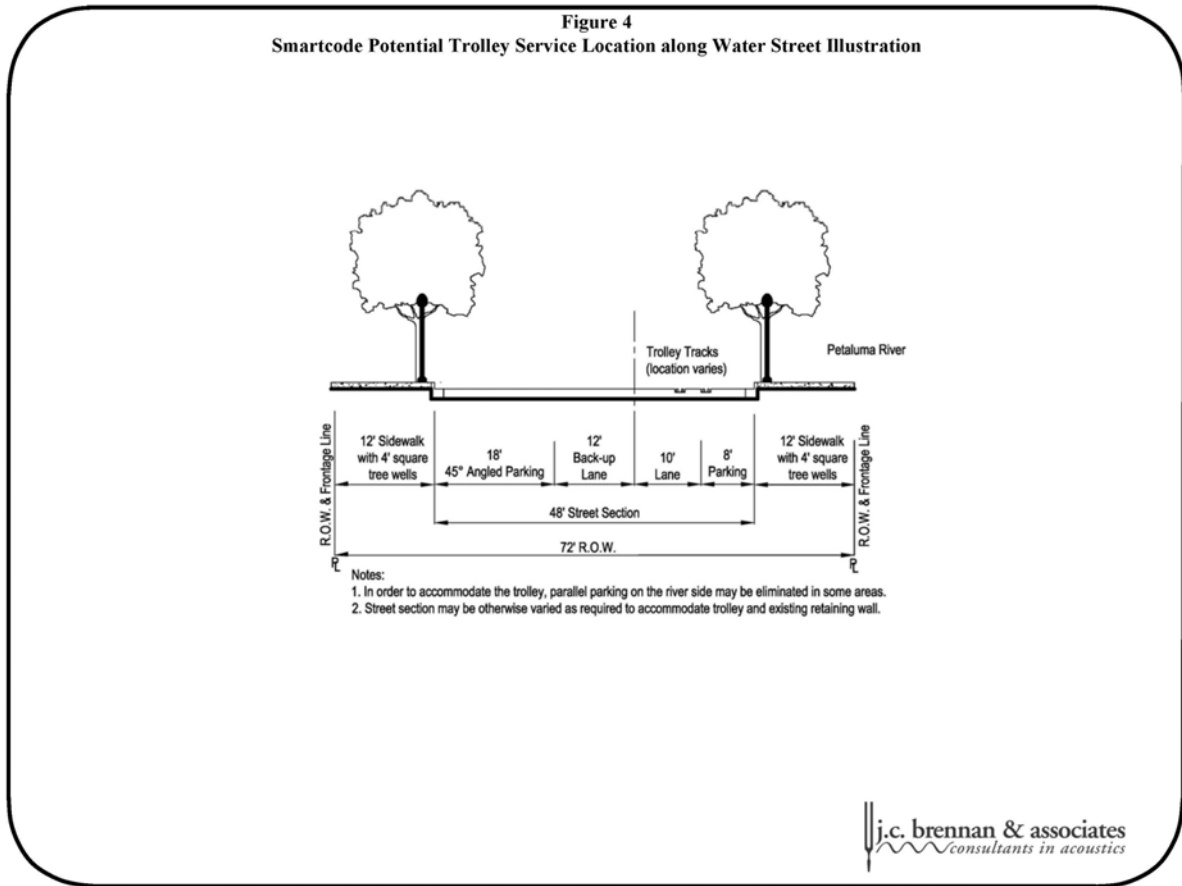 Figure 4
Smartcode Potential Trolley Service Location along Water Street Illustration
Trolley Tracks
(location varies)
Petaluma River
R.O.W. & Frontage Line
12' Sidewalk
with 4' square
tree wells
18'
45° Angled Parking
12'
Back-up
Lane
10'
Lane
8'
Parking
12' Sidewalk
with 4' square
tree wells
R.O.W. & Frontage Line
48' Street Section
72' R.O.W.
PL
PL
Notes:
1. In order to accommodate the trolley, parallel parking on the river side may be eliminated in some areas.
2. Street section may be otherwise varied as required to accommodate trolley and existing retaining wall.
j.c. brennan & associates
consultants in acoustics